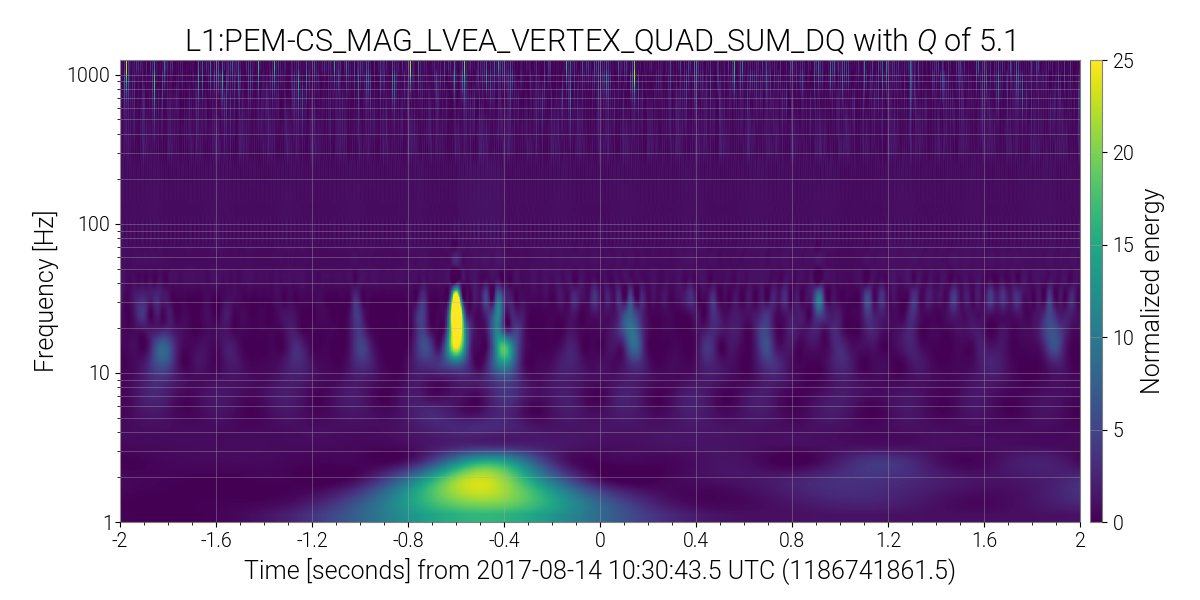 L1:PEM-CS_MAG_LVEA_VERTEX_QUAD_SUM_DQ with Q of 5.1
1000
100
10
1
Frequency [Hz]
-2 -1.6 -1.2 -0.8 -0.4 0 0.4 0.8 1.2 1.6 2
Time [seconds] from 2017-08-14 10:30:43.5 UTC (1186741861.5)
25
20
15
10
5
0
Normalized energy